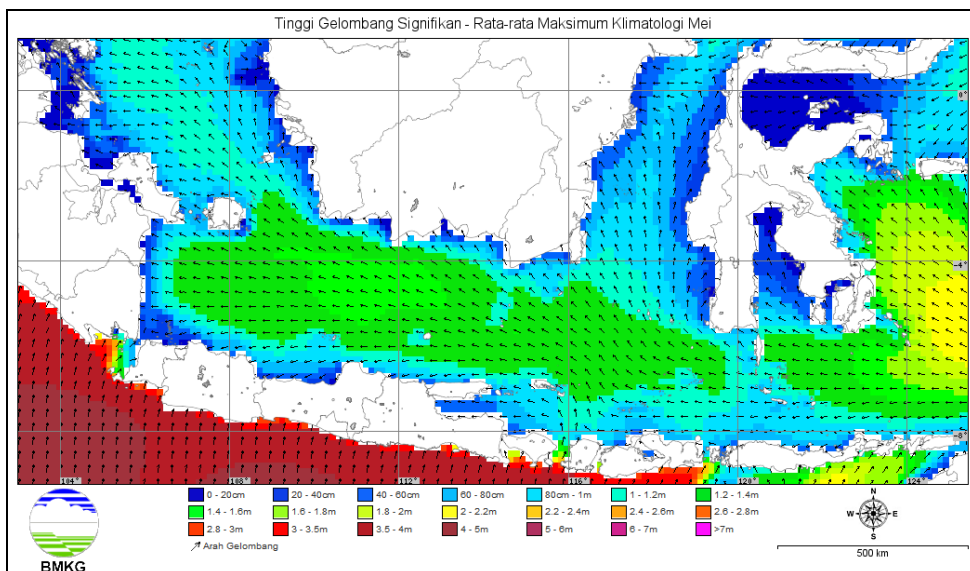 Tinggi Gelombang Signifikan - Rata-rata Maksimum Klimatologi Mei
0°
-4°
-8°
104° 108° 112° 116° 120° 124°
0 - 20cm 20 - 40cm 40 - 60cm 60 - 80cm 80cm - 1m 1 - 1.2m 1.2 - 1.4m
1.4 - 1.6m 1.6 - 1.8m 1.8 - 2m 2 - 2.2m 2.2 - 2.4m 2.4 - 2.6m 2.6 - 2.8m
2.8 - 3m 3 - 3.5m 3.5 - 4m 4 - 5m 5 - 6m 6 - 7m >7m
Arah Gelombang
BMKG
N
W E
S
500 km